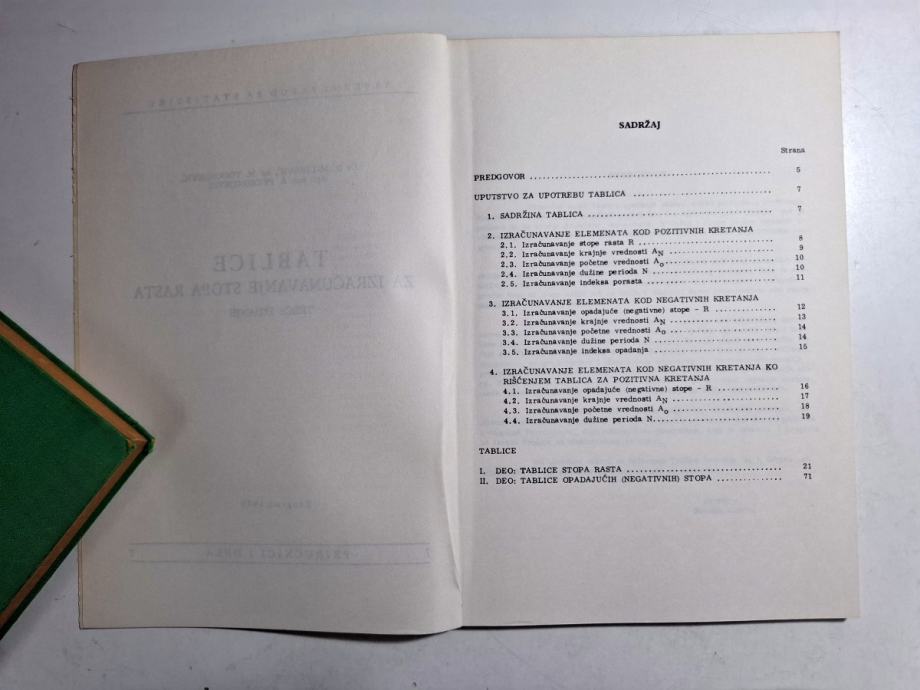 SADRŽAJ
Strana
PREDGOVOR ........ 5
UPUTSTVO ZA UPOTREBU TABLICA ........ 7
1. SADRŽINA TABLICA ........ 7
2. IZRAČUNAVANJE ELEMENATA KOD POZITIVNIH KRETANJA
2.1. Izračunavanje stope rasta R ........ 8
2.2. Izračunavanje krajnje vrednosti AN ........ 9
2.3. Izračunavanje početne vrednosti Ao ........ 10
2.4. Izračunavanje dužine perioda N ........ 10
2.5. Izračunavanje indeksa porasta ........ 11
3. IZRAČUNAVANJE ELEMENATA KOD NEGATIVNIH KRETANJA
3.1. Izračunavanje opadajuće (negativne) stope - R ........ 12
3.2. Izračunavanje krajnje vrednosti AN ........ 13
3.3. Izračunavanje početne vrednosti Ao ........ 14
3.4. Izračunavanje dužine perioda N ........ 14
3.5. Izračunavanje indeksa opadanja ........ 15
4. IZRAČUNAVANJE ELEMENATA KOD NEGATIVNIH KRETANJA KO
RIŠĆENJEM TABLICA ZA POZITIVNA KRETANJA
4.1. Izračunavanje opadajuće (negativne) stope - R ........ 16
4.2. Izračunavanje krajnje vrednosti AN ........ 17
4.3. Izračunavanje početne vrednosti Ao ........ 18
4.4. Izračunavanje dužine perioda N ........ 19
TABLICE
I. DEO: TABLICE STOPA RASTA ........ 21
II. DEO: TABLICE OPADAJUĆIH (NEGATIVNIH) STOPA ........ 71